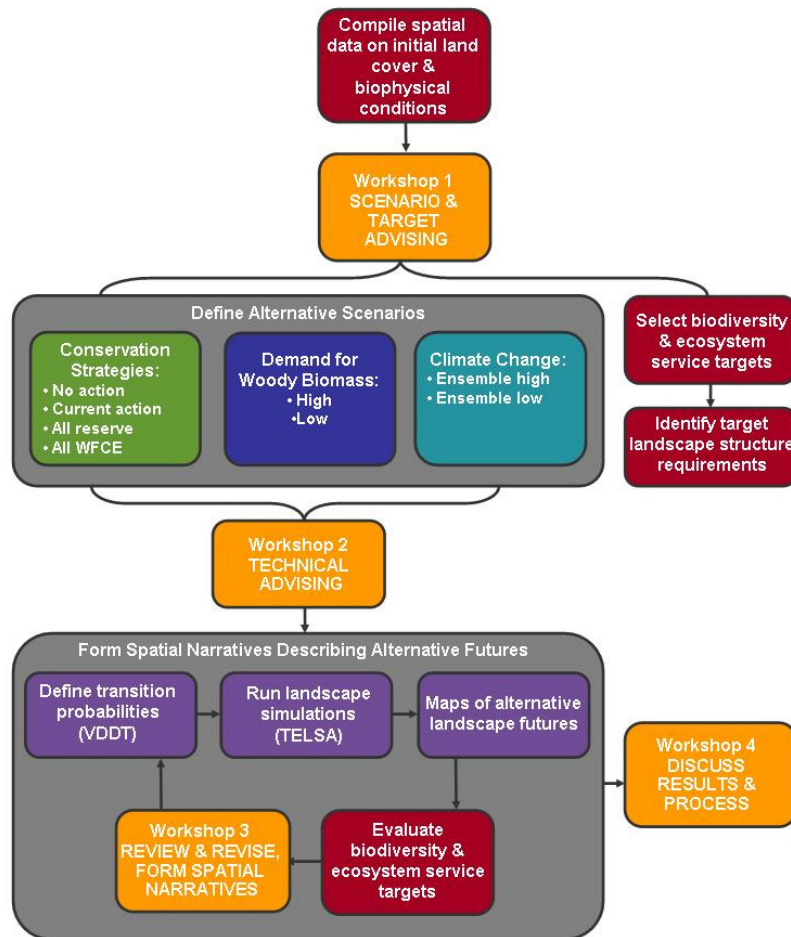 Compile spatial
data on initial land
cover &
biophysical
conditions
Workshop 1
SCENARIO &
TARGET
ADVISING
Define Alternative Scenarios
Conservation
Strategies:
• No action
• Current action
• All reserve
• All WFCE
Demand for
Woody Biomass:
• High
• Low
Climate Change:
• Ensemble high
• Ensemble low
Select biodiversity
& ecosystem
service targets
Identify target
landscape structure
requirements
Workshop 2
TECHNICAL
ADVISING
Form Spatial Narratives Describing Alternative Futures
Define transition
probabilities
(VDDT)
Run landscape
simulations
(TELSA)
Maps of alternative
landscape futures
Evaluate
biodiversity &
ecosystem service
targets
Workshop 3
REVIEW & REVISE,
FORM SPATIAL
NARRATIVES
Workshop 4
DISCUSS
RESULTS &
PROCESS